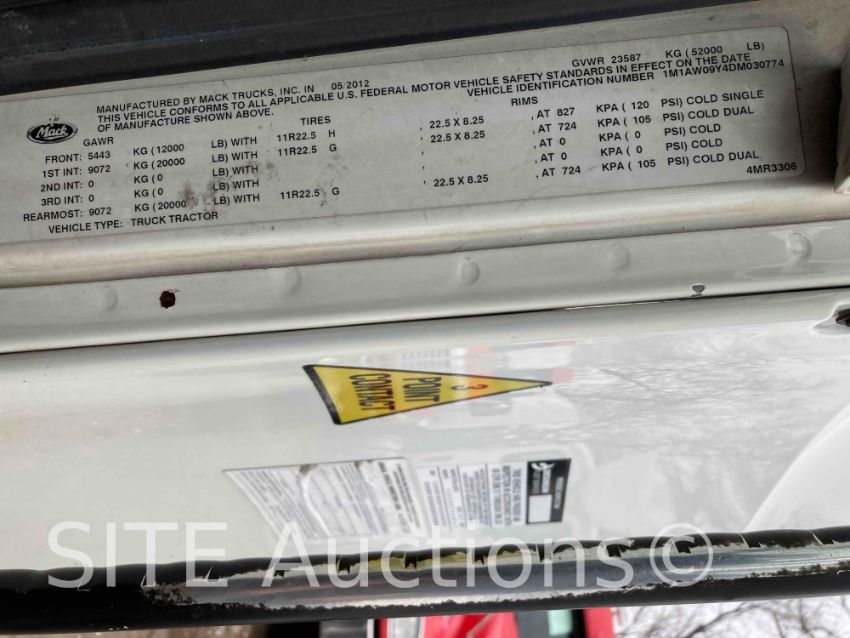 MANUFACTURED BY MACK TRUCKS, INC. IN 05 2012 GVWR 23587 KG (52000 LB)
THIS VEHICLE CONFORMS TO ALL APPLICABLE U.S. FEDERAL MOTOR VEHICLE SAFETY STANDARDS IN EFFECT ON THE DATE
OF MANUFACTURE SHOWN ABOVE. VEHICLE IDENTIFICATION NUMBER 1M1AW09Y4DM030774
Mack
GAWR TIRES RIMS
FRONT: 5443 KG (12000 LB) WITH 11R22.5 H , 22.5 X 8.25 , AT 827 KPA ( 120 PSI) COLD SINGLE
1ST INT: 9072 KG (20000 LB) WITH 11R22.5 G , 22.5 X 8.25 , AT 724 KPA ( 105 PSI) COLD DUAL
2ND INT: 0 KG (0 LB) WITH , , AT 0 KPA ( 0 PSI) COLD
3RD INT: 0 KG (0 LB) WITH , , AT 0 KPA ( 0 PSI) COLD
REARMOST: 9072 KG (20000 LB) WITH 11R22.5 G , 22.5 X 8.25 , AT 724 KPA ( 105 PSI) COLD DUAL
VEHICLE TYPE: TRUCK TRACTOR 4MR3306
3
POINT
CONTACT
SITE Auctions©